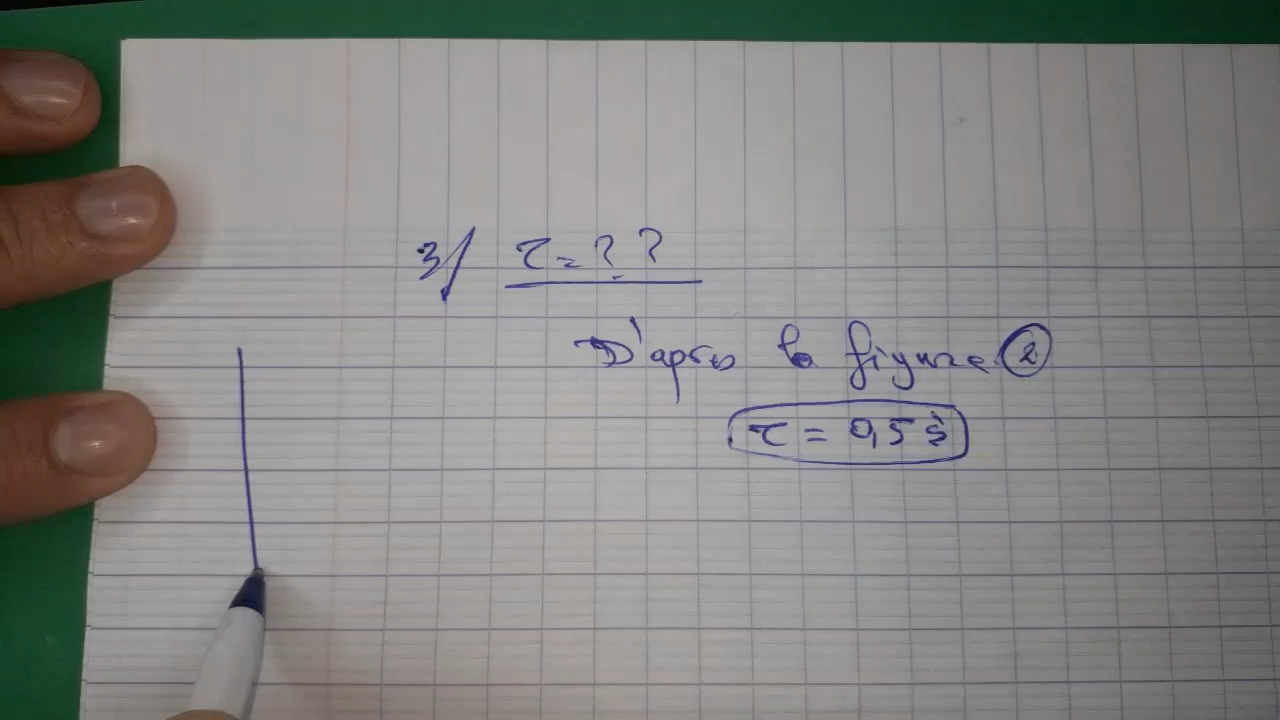 3/ τ = ? ?
D'après la figure 2
τ = 0,5 s